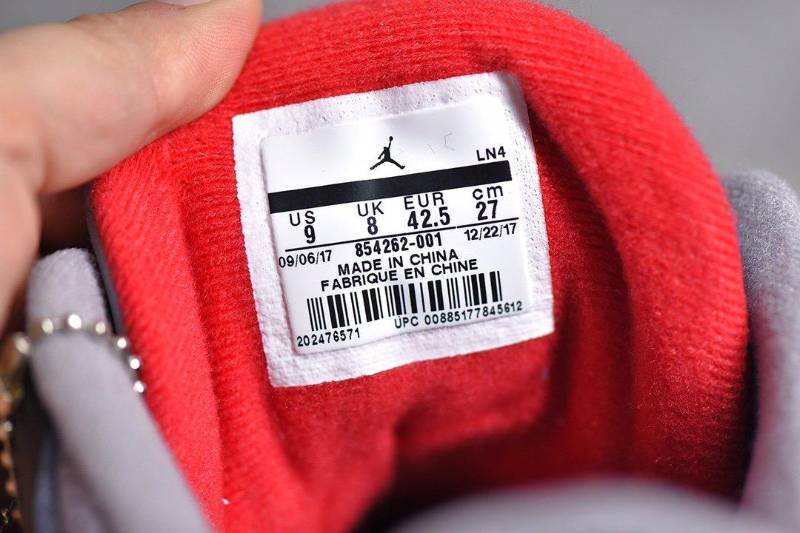 LN4
US UK EUR cm
9 8 42.5 27
09/06/17 854262-001 12/22/17
MADE IN CHINA
FABRIQUE EN CHINE
202476571 UPC 00885177845612